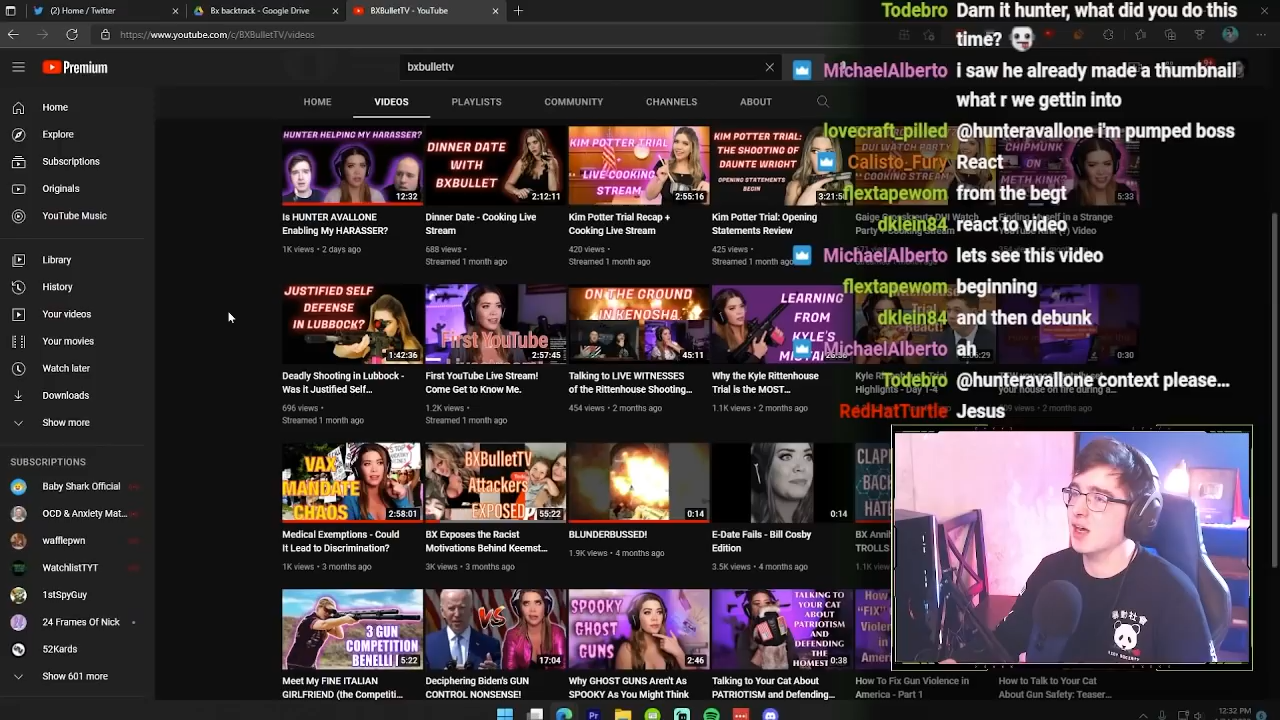 (2) Home / Twitter
Bx backtrack - Google Drive
BXBulletTV - YouTube
https://www.youtube.com/c/BXBulletTV/videos
Premium
bxbullettv
HOME
VIDEOS
PLAYLISTS
COMMUNITY
CHANNELS
ABOUT
Home
Explore
Subscriptions
Originals
YouTube Music
Library
History
Your videos
Your movies
Watch later
Downloads
Show more
SUBSCRIPTIONS
Baby Shark Official
OCD & Anxiety Mat...
wafflepwn
WatchlistTYT
1stSpyGuy
24 Frames Of Nick
52Kards
Show 601 more
HUNTER HELPING MY HARASSER?
12:32
Is HUNTER AVALLONE
Enabling My HARASSER?
1K views • 2 days ago
DINNER DATE
WITH
BXBULLET
2:12:11
Dinner Date - Cooking Live
Stream
688 views •
Streamed 1 month ago
KIM POTTER TRIAL
LIVE COOKING
STREAM
2:55:16
Kim Potter Trial Recap +
Cooking Live Stream
420 views •
Streamed 1 month ago
KIM POTTER TRIAL:
THE SHOOTING OF
DAUNTE WRIGHT
OPENING STATEMENTS
BEGIN
Kim Potter Trial: Opening
Statements Review
425 views •
Streamed 1 month ago
CHIPMUNK
ON
METH KINK?
5:33
JUSTIFIED SELF
DEFENSE
IN LUBBOCK?
1:42:36
Deadly Shooting in Lubbock -
Was it Justified Self...
696 views •
Streamed 1 month ago
First YouTube
2:57:45
First YouTube Live Stream!
Come Get to Know Me.
1.2K views •
Streamed 1 month ago
ON THE GROUND
IN KENOSHA
45:11
Talking to LIVE WITNESSES
of the Rittenhouse Shooting...
454 views • 2 months ago
LEARNING
FROM
KYLE'S
Why the Kyle Rittenhouse
Trial is the MOST...
1.1K views • 2 months ago
0:30
VAX
MANDATE
CHAOS
2:58:01
Medical Exemptions - Could
It Lead to Discrimination?
1K views • 3 months ago
BXBulletTV
Attackers
EXPOSED
55:22
BX Exposes the Racist
Motivations Behind Keemst...
3K views • 3 months ago
0:14
BLUNDERBUSSED!
1.9K views • 4 months ago
0:14
E-Date Fails - Bill Cosby
Edition
3.5K views • 4 months ago
3 GUN
COMPETITION
BENELLI
5:22
Meet My FINE ITALIAN
GIRLFRIEND (the Competiti...
VS
17:04
Deciphering Biden's GUN
CONTROL NONSENSE!
SPOOKY
GHOST
GUNS
2:46
Why GHOST GUNS Aren't As
SPOOKY As You Might Think
TALKING TO
YOUR CAT
ABOUT
PATRIOTISM
AND
DEFENDING
THE
0:38
Talking to Your Cat About
PATRIOTISM and Defending...
How To Fix Gun Violence in
America - Part 1
How to Talk to Your Cat
About Gun Safety: Teaser...
Todebro Darn it hunter, what did you do this
time?
MichaelAlberto i saw he already made a thumbnail
what r we gettin into
lovecraft_pilled @hunteravallone i'm pumped boss
Calisto_Fury React
flextapewom from the begt
dklein84 react to video
MichaelAlberto lets see this video
flextapewom beginning
dklein84 and then debunk
MichaelAlberto ah
Todebro @hunteravallone context please...
RedHatTurtle Jesus
12:32 PM